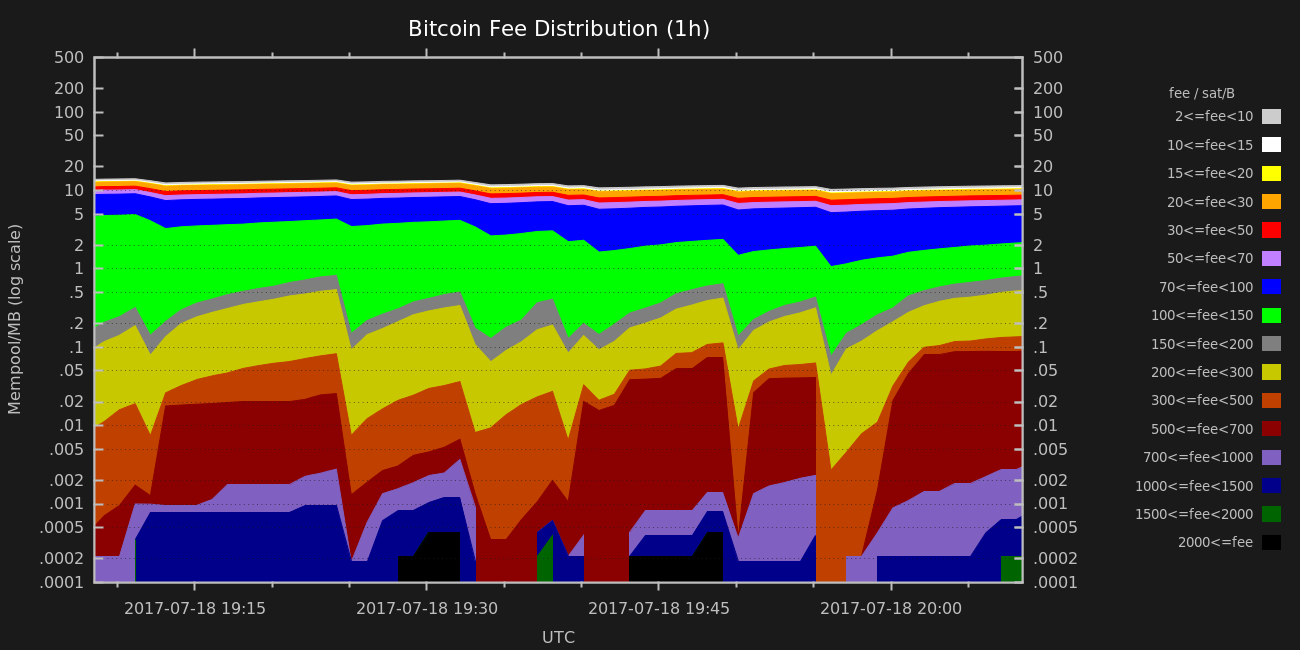 Bitcoin Fee Distribution (1h)
500
200
100
50
20
10
5
2
1
.5
.2
.1
.05
.02
.01
.005
.002
.001
.0005
.0002
.0001
Mempool/MB (log scale)
500
200
100
50
20
10
5
2
1
.5
.2
.1
.05
.02
.01
.005
.002
.001
.0005
.0002
.0001
2017-07-18 19:15 2017-07-18 19:30 2017-07-18 19:45 2017-07-18 20:00
UTC
fee / sat/B
2<=fee<10
10<=fee<15
15<=fee<20
20<=fee<30
30<=fee<50
50<=fee<70
70<=fee<100
100<=fee<150
150<=fee<200
200<=fee<300
300<=fee<500
500<=fee<700
700<=fee<1000
1000<=fee<1500
1500<=fee<2000
2000<=fee